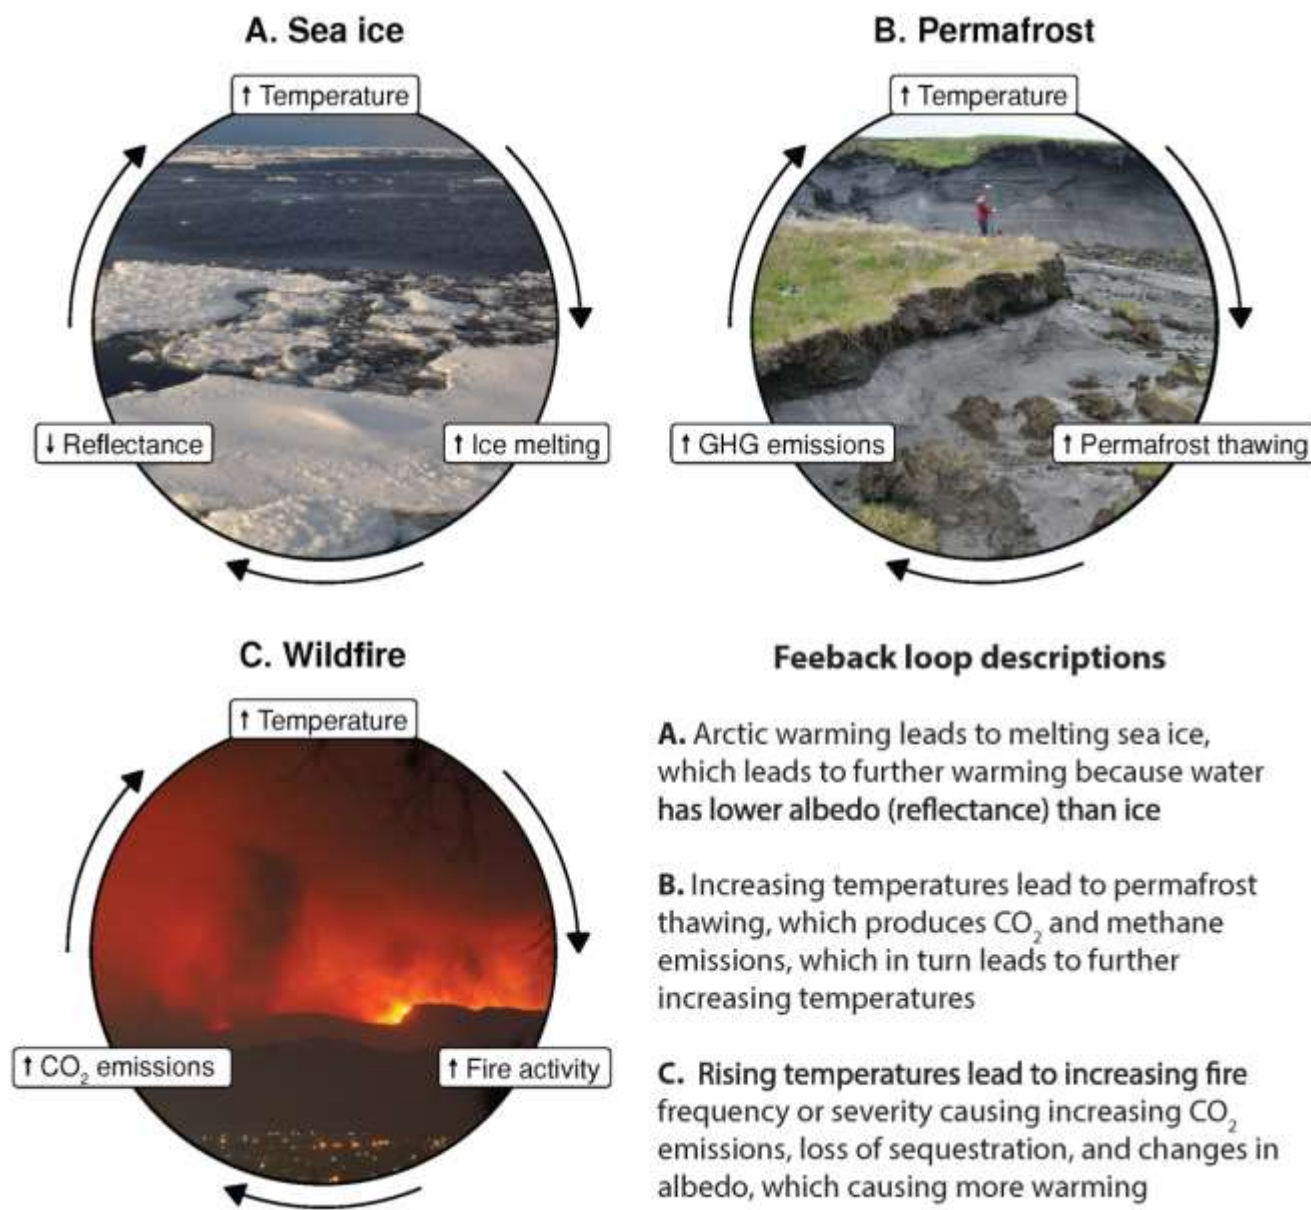 A. Sea ice
↑ Temperature
↓ Reflectance
↑ Ice melting
B. Permafrost
↑ Temperature
↑ GHG emissions
↑ Permafrost thawing
C. Wildfire
↑ Temperature
↑ CO₂ emissions
↑ Fire activity
Feeback loop descriptions
A. Arctic warming leads to melting sea ice,
which leads to further warming because water
has lower albedo (reflectance) than ice
B. Increasing temperatures lead to permafrost
thawing, which produces CO₂ and methane
emissions, which in turn leads to further
increasing temperatures
C. Rising temperatures lead to increasing fire
frequency or severity causing increasing CO₂
emissions, loss of sequestration, and changes in
albedo, which causing more warming